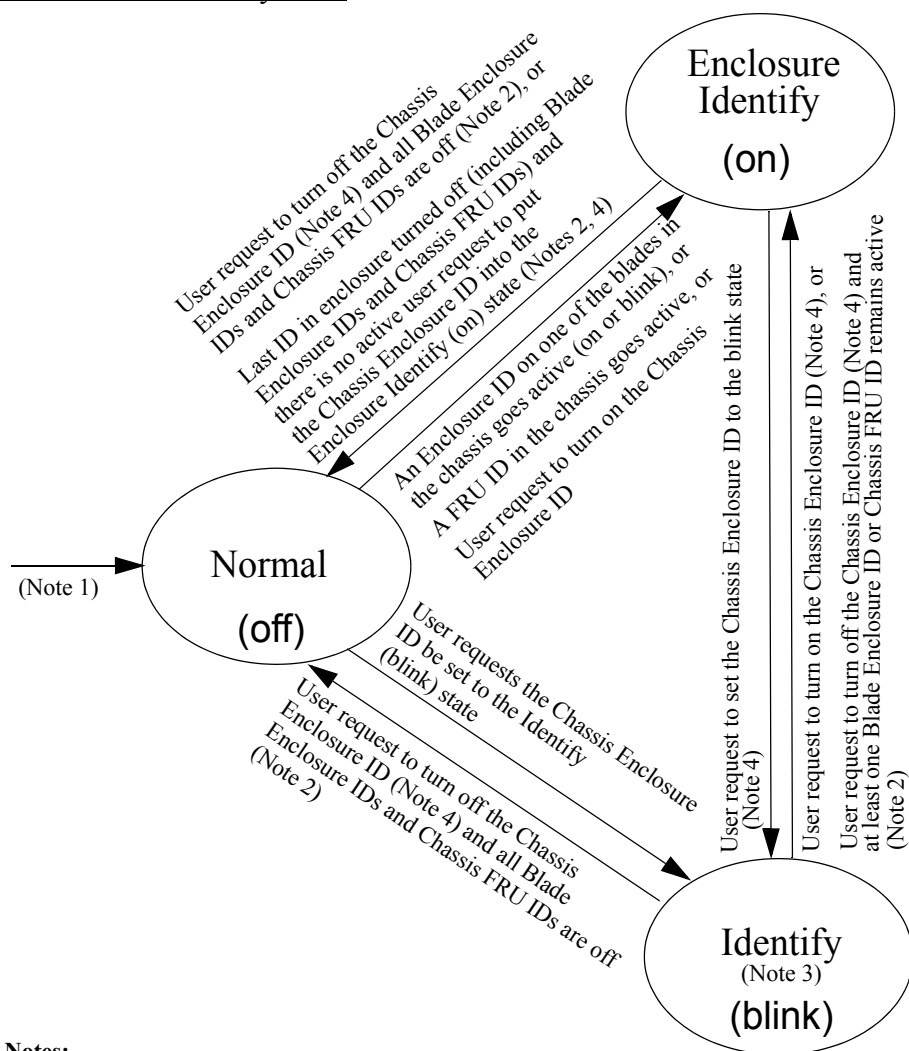 Enclosure
Identify
(on)
User request to turn off the Chassis
Enclosure ID (Note 4) and all Blade Enclosure
IDs and Chassis FRU IDs are off (Note 2), or
Last ID in enclosure turned off (including Blade
Enclosure IDs and Chassis FRU IDs) and
there is no active user request to put
the Chassis Enclosure ID into the
Enclosure Identify (on) state (Notes 2, 4)
An Enclosure ID on one of the blades in
the chassis goes active (on or blink), or
A FRU ID in the chassis goes active, or
User request to turn on the Chassis
Enclosure ID
(Note 1)
Normal
(off)
User requests the Chassis Enclosure
ID be set to the Identify
(blink) state
User request to turn off the Chassis
Enclosure ID (Note 4) and all Blade
Enclosure IDs and Chassis FRU IDs are off
(Note 2)
User request to set the Chassis Enclosure ID to the blink state
(Note 4)
User request to turn on the Chassis Enclosure ID (Note 4), or
User request to turn off the Chassis Enclosure ID (Note 4) and
at least one Blade Enclosure ID or Chassis FRU ID remains active
(Note 2)
Identify
(Note 3)
(blink)